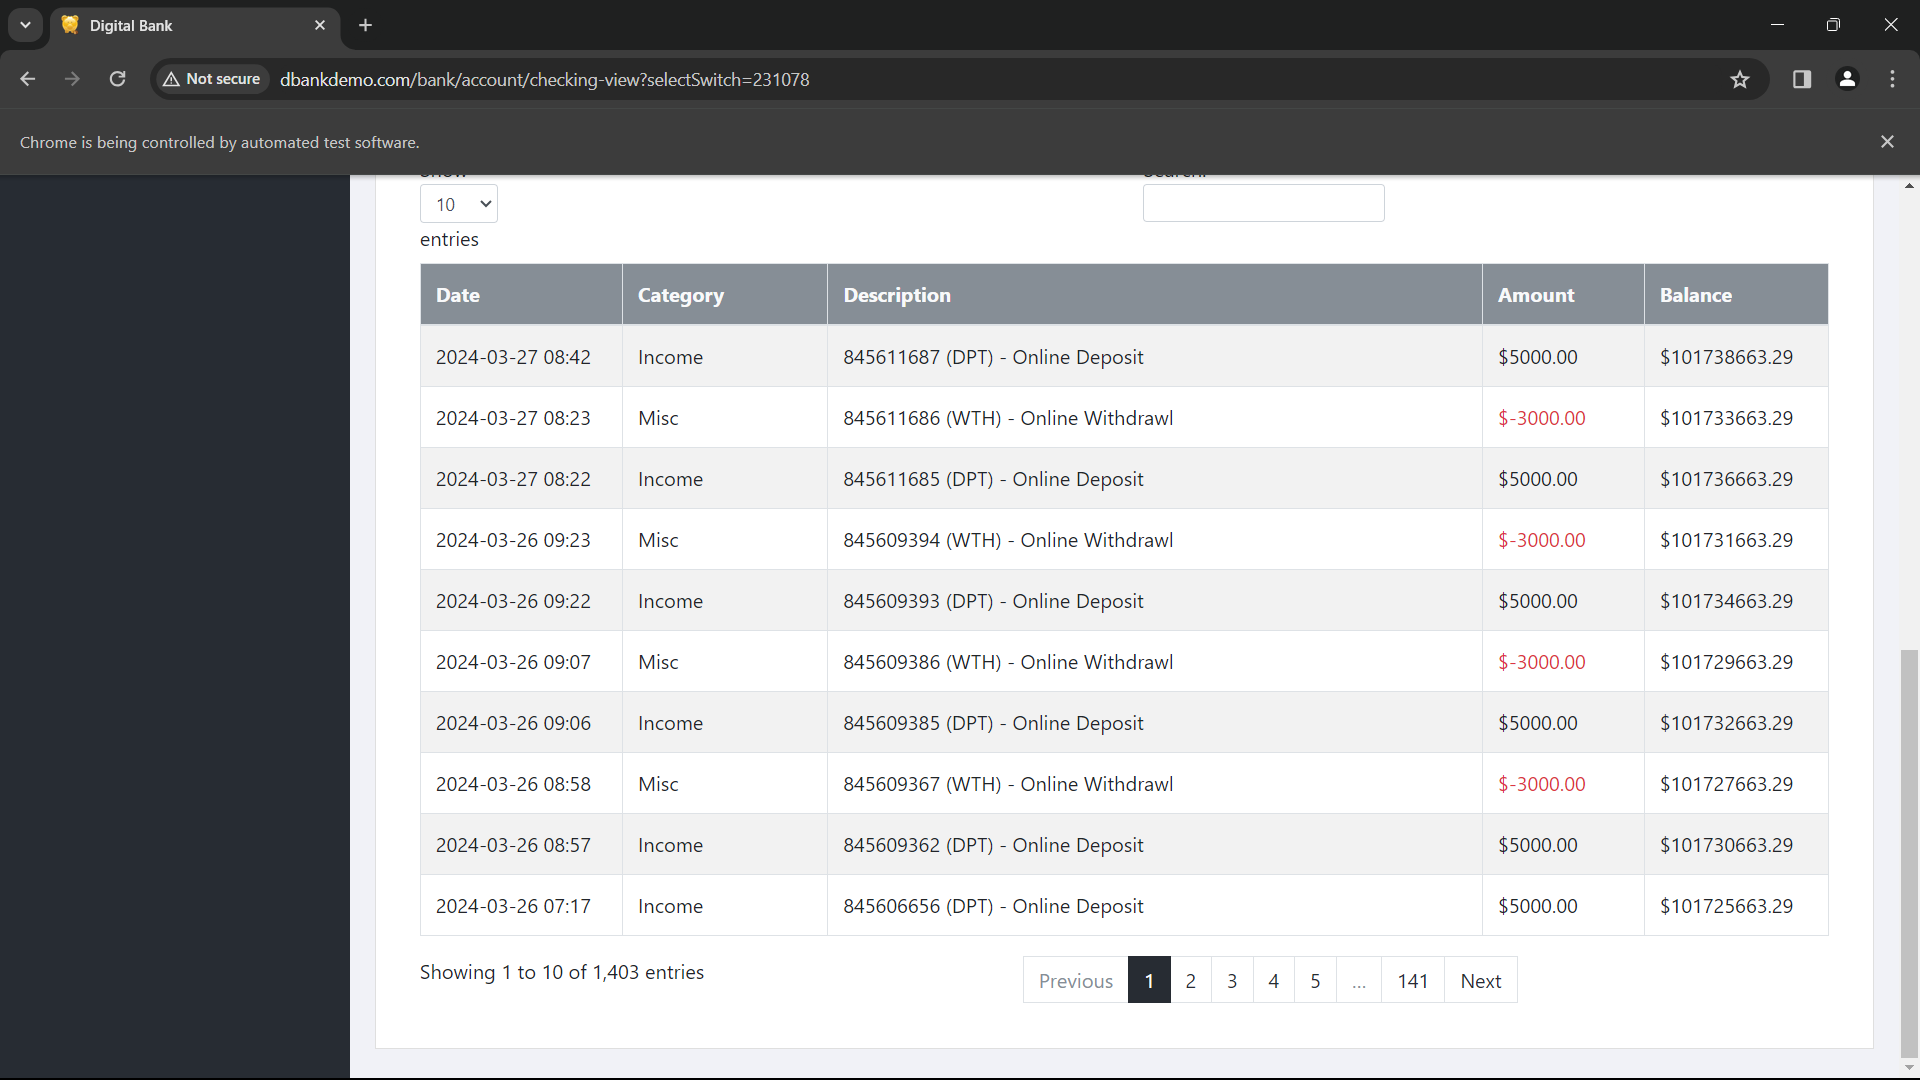 Digital Bank
Not secure dbankdemo.com/bank/account/checking-view?selectSwitch=231078
Chrome is being controlled by automated test software.
10
entries
Date Category Description Amount Balance
2024-03-27 08:42 Income 845611687 (DPT) - Online Deposit $5000.00 $101738663.29
2024-03-27 08:23 Misc 845611686 (WTH) - Online Withdrawl $-3000.00 $101733663.29
2024-03-27 08:22 Income 845611685 (DPT) - Online Deposit $5000.00 $101736663.29
2024-03-26 09:23 Misc 845609394 (WTH) - Online Withdrawl $-3000.00 $101731663.29
2024-03-26 09:22 Income 845609393 (DPT) - Online Deposit $5000.00 $101734663.29
2024-03-26 09:07 Misc 845609386 (WTH) - Online Withdrawl $-3000.00 $101729663.29
2024-03-26 09:06 Income 845609385 (DPT) - Online Deposit $5000.00 $101732663.29
2024-03-26 08:58 Misc 845609367 (WTH) - Online Withdrawl $-3000.00 $101727663.29
2024-03-26 08:57 Income 845609362 (DPT) - Online Deposit $5000.00 $101730663.29
2024-03-26 07:17 Income 845606656 (DPT) - Online Deposit $5000.00 $101725663.29
Showing 1 to 10 of 1,403 entries
Previous 1 2 3 4 5 ... 141 Next